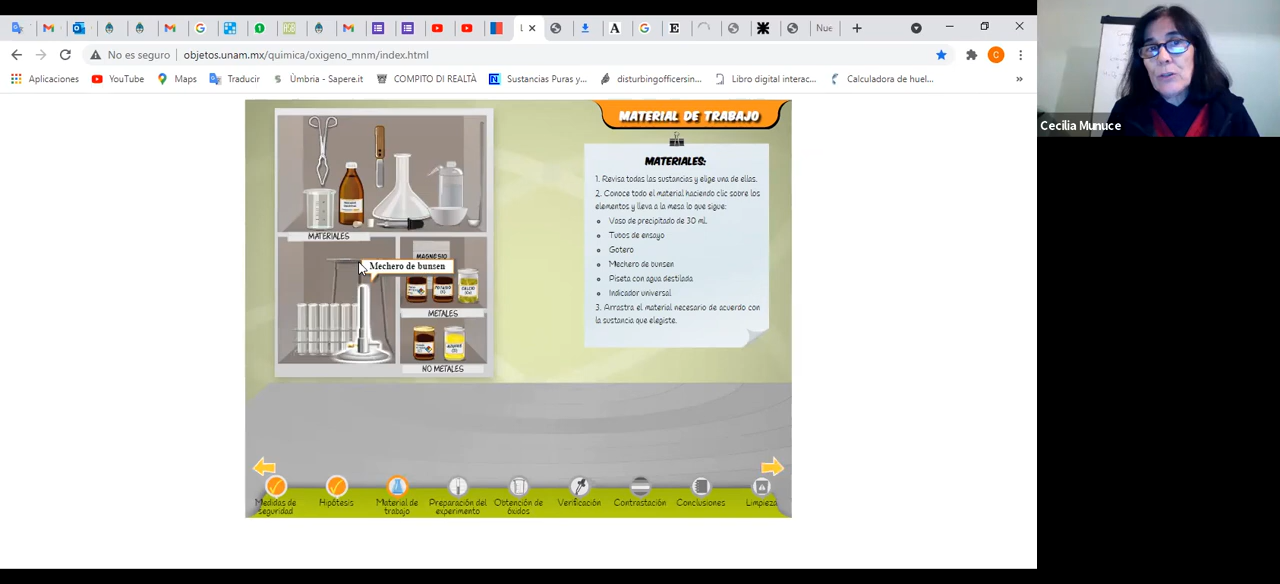 Nue
No es seguro
objetos.unam.mx/quimica/oxigeno_mnm/index.html
Aplicaciones
YouTube
Maps
Traducir
Úmbria - Sapere.it
COMPITO DI REALTÀ
Sustancias Puras y...
disturbingofficersin...
Libro digital interac...
Calculadora de huel...
Cecilia Munuce
MATERIAL DE TRABAJO
MATERIALES:
1. Revisa todas las sustancias y elige una de ellas.
2. Conoce todo el material haciendo clic sobre los
elementos y lleva a la mesa lo que sigue:
Vaso de precipitado de 30 ml.
Tubos de ensayo
Gotero
Mechero de bunsen
Piseta con agua destilada
Indicador universal
3. Arrastra el material necesario de acuerdo con
la sustancia que elegiste.
MATERIALES
MAGNESIO
Mechero de bunsen
METALES
NO METALES
Medidas de
seguridad
Hipótesis
Material de
trabajo
Preparación del
experimento
Obtención de
óxidos
Verificación
Contrastación
Conclusiones
Limpieza